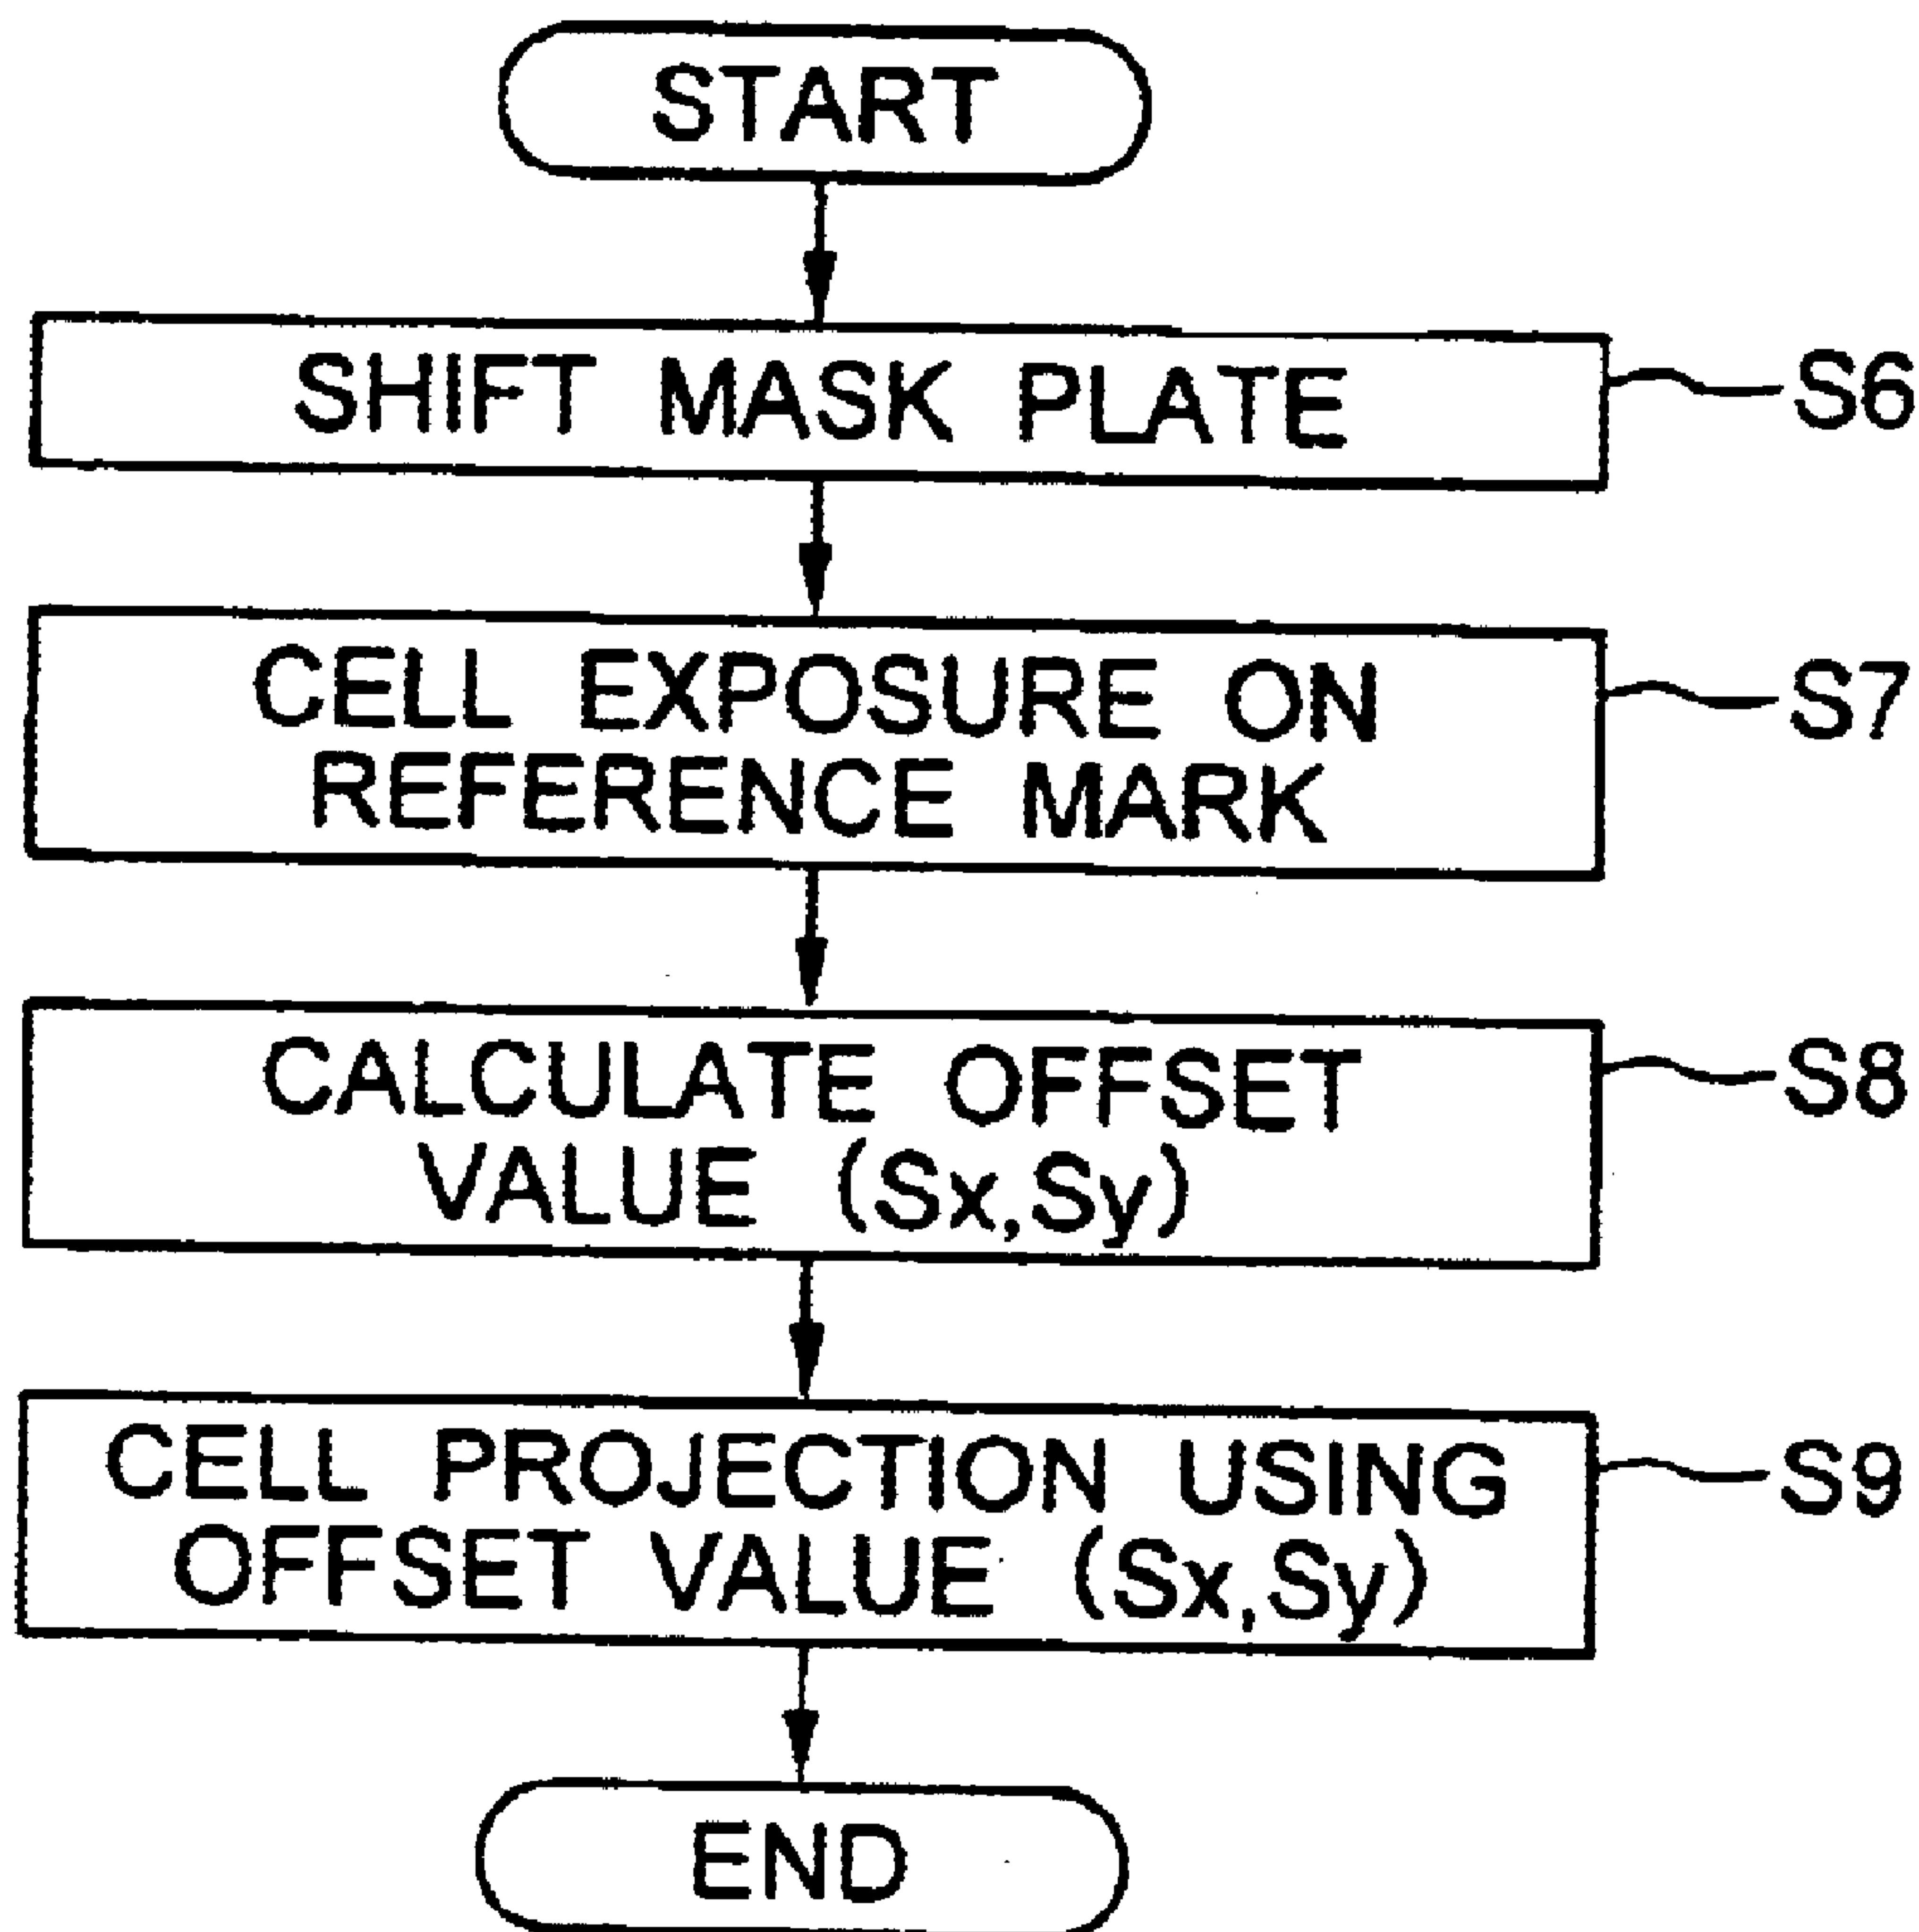 START
SHIFT MASK PLATE
S6
CELL EXPOSURE ON
REFERENCE MARK
S7
CALCULATE OFFSET
VALUE (Sx,Sy)
S8
CELL PROJECTION USING
OFFSET VALUE (Sx,Sy)
S9
END